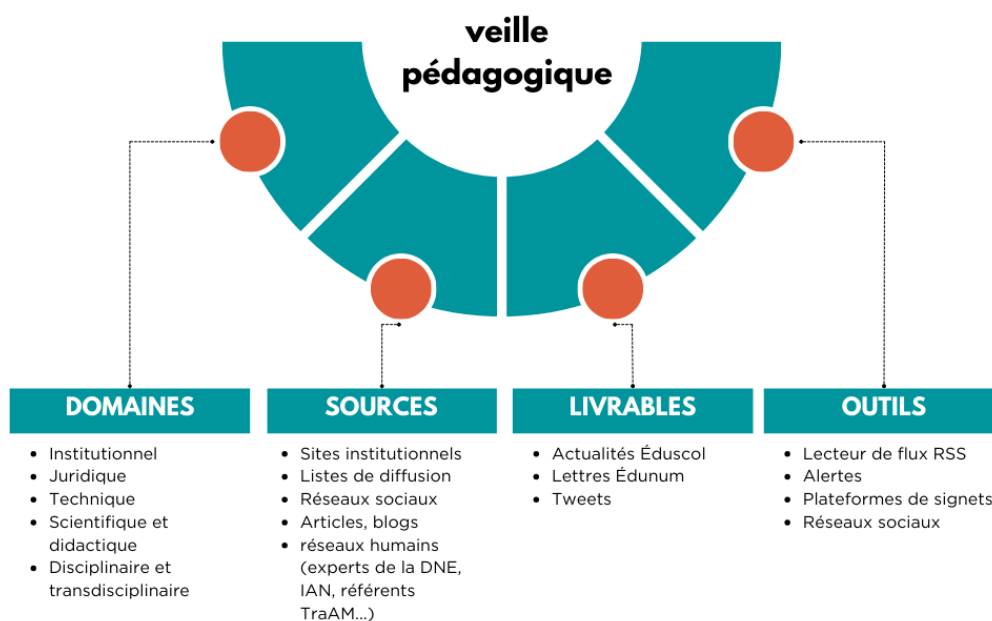 veille
pédagogique
DOMAINES
• Institutionnel
• Juridique
• Technique
• Scientifique et
didactique
• Disciplinaire et
transdisciplinaire
SOURCES
• Sites institutionnels
• Listes de diffusion
• Réseaux sociaux
• Articles, blogs
• réseaux humains
(experts de la DNE,
IAN, référents
TraAM...)
LIVRABLES
• Actualités Éduscol
• Lettres Édunum
• Tweets
OUTILS
• Lecteur de flux RSS
• Alertes
• Plateformes de signets
• Réseaux sociaux